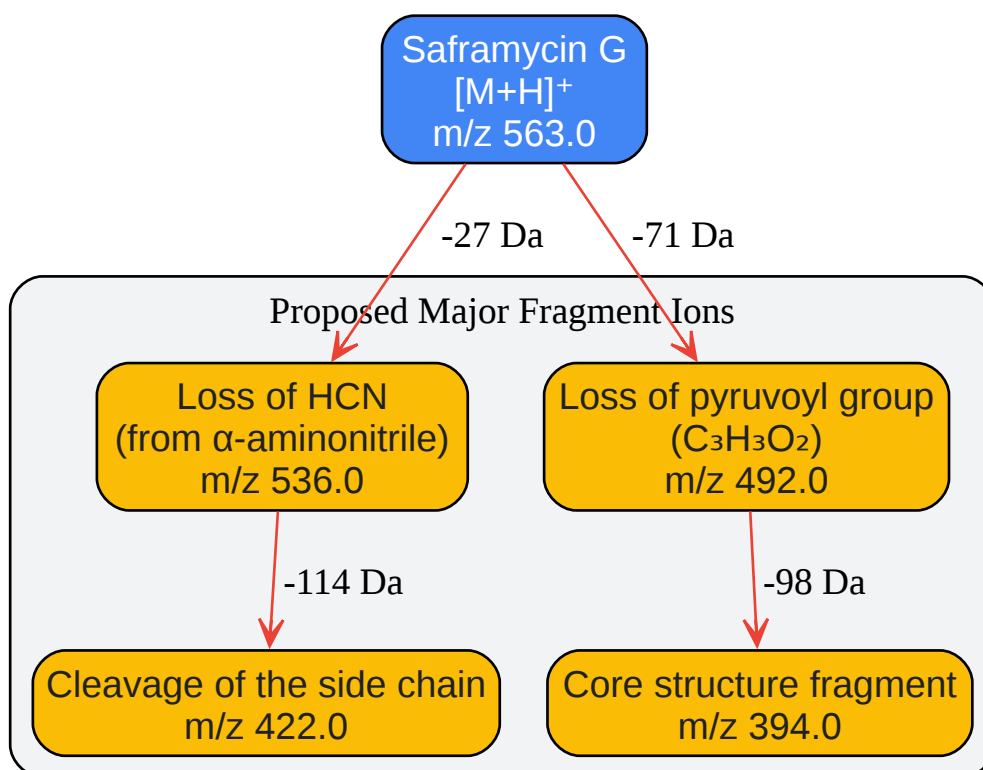 Saframycin G
[M+H]⁺
m/z 563.0
-27 Da
-71 Da
Proposed Major Fragment Ions
Loss of HCN
(from α-aminonitrile)
m/z 536.0
Loss of pyruvoyl group
(C₃H₃O₂)
m/z 492.0
-114 Da
-98 Da
Cleavage of the side chain
m/z 422.0
Core structure fragment
m/z 394.0